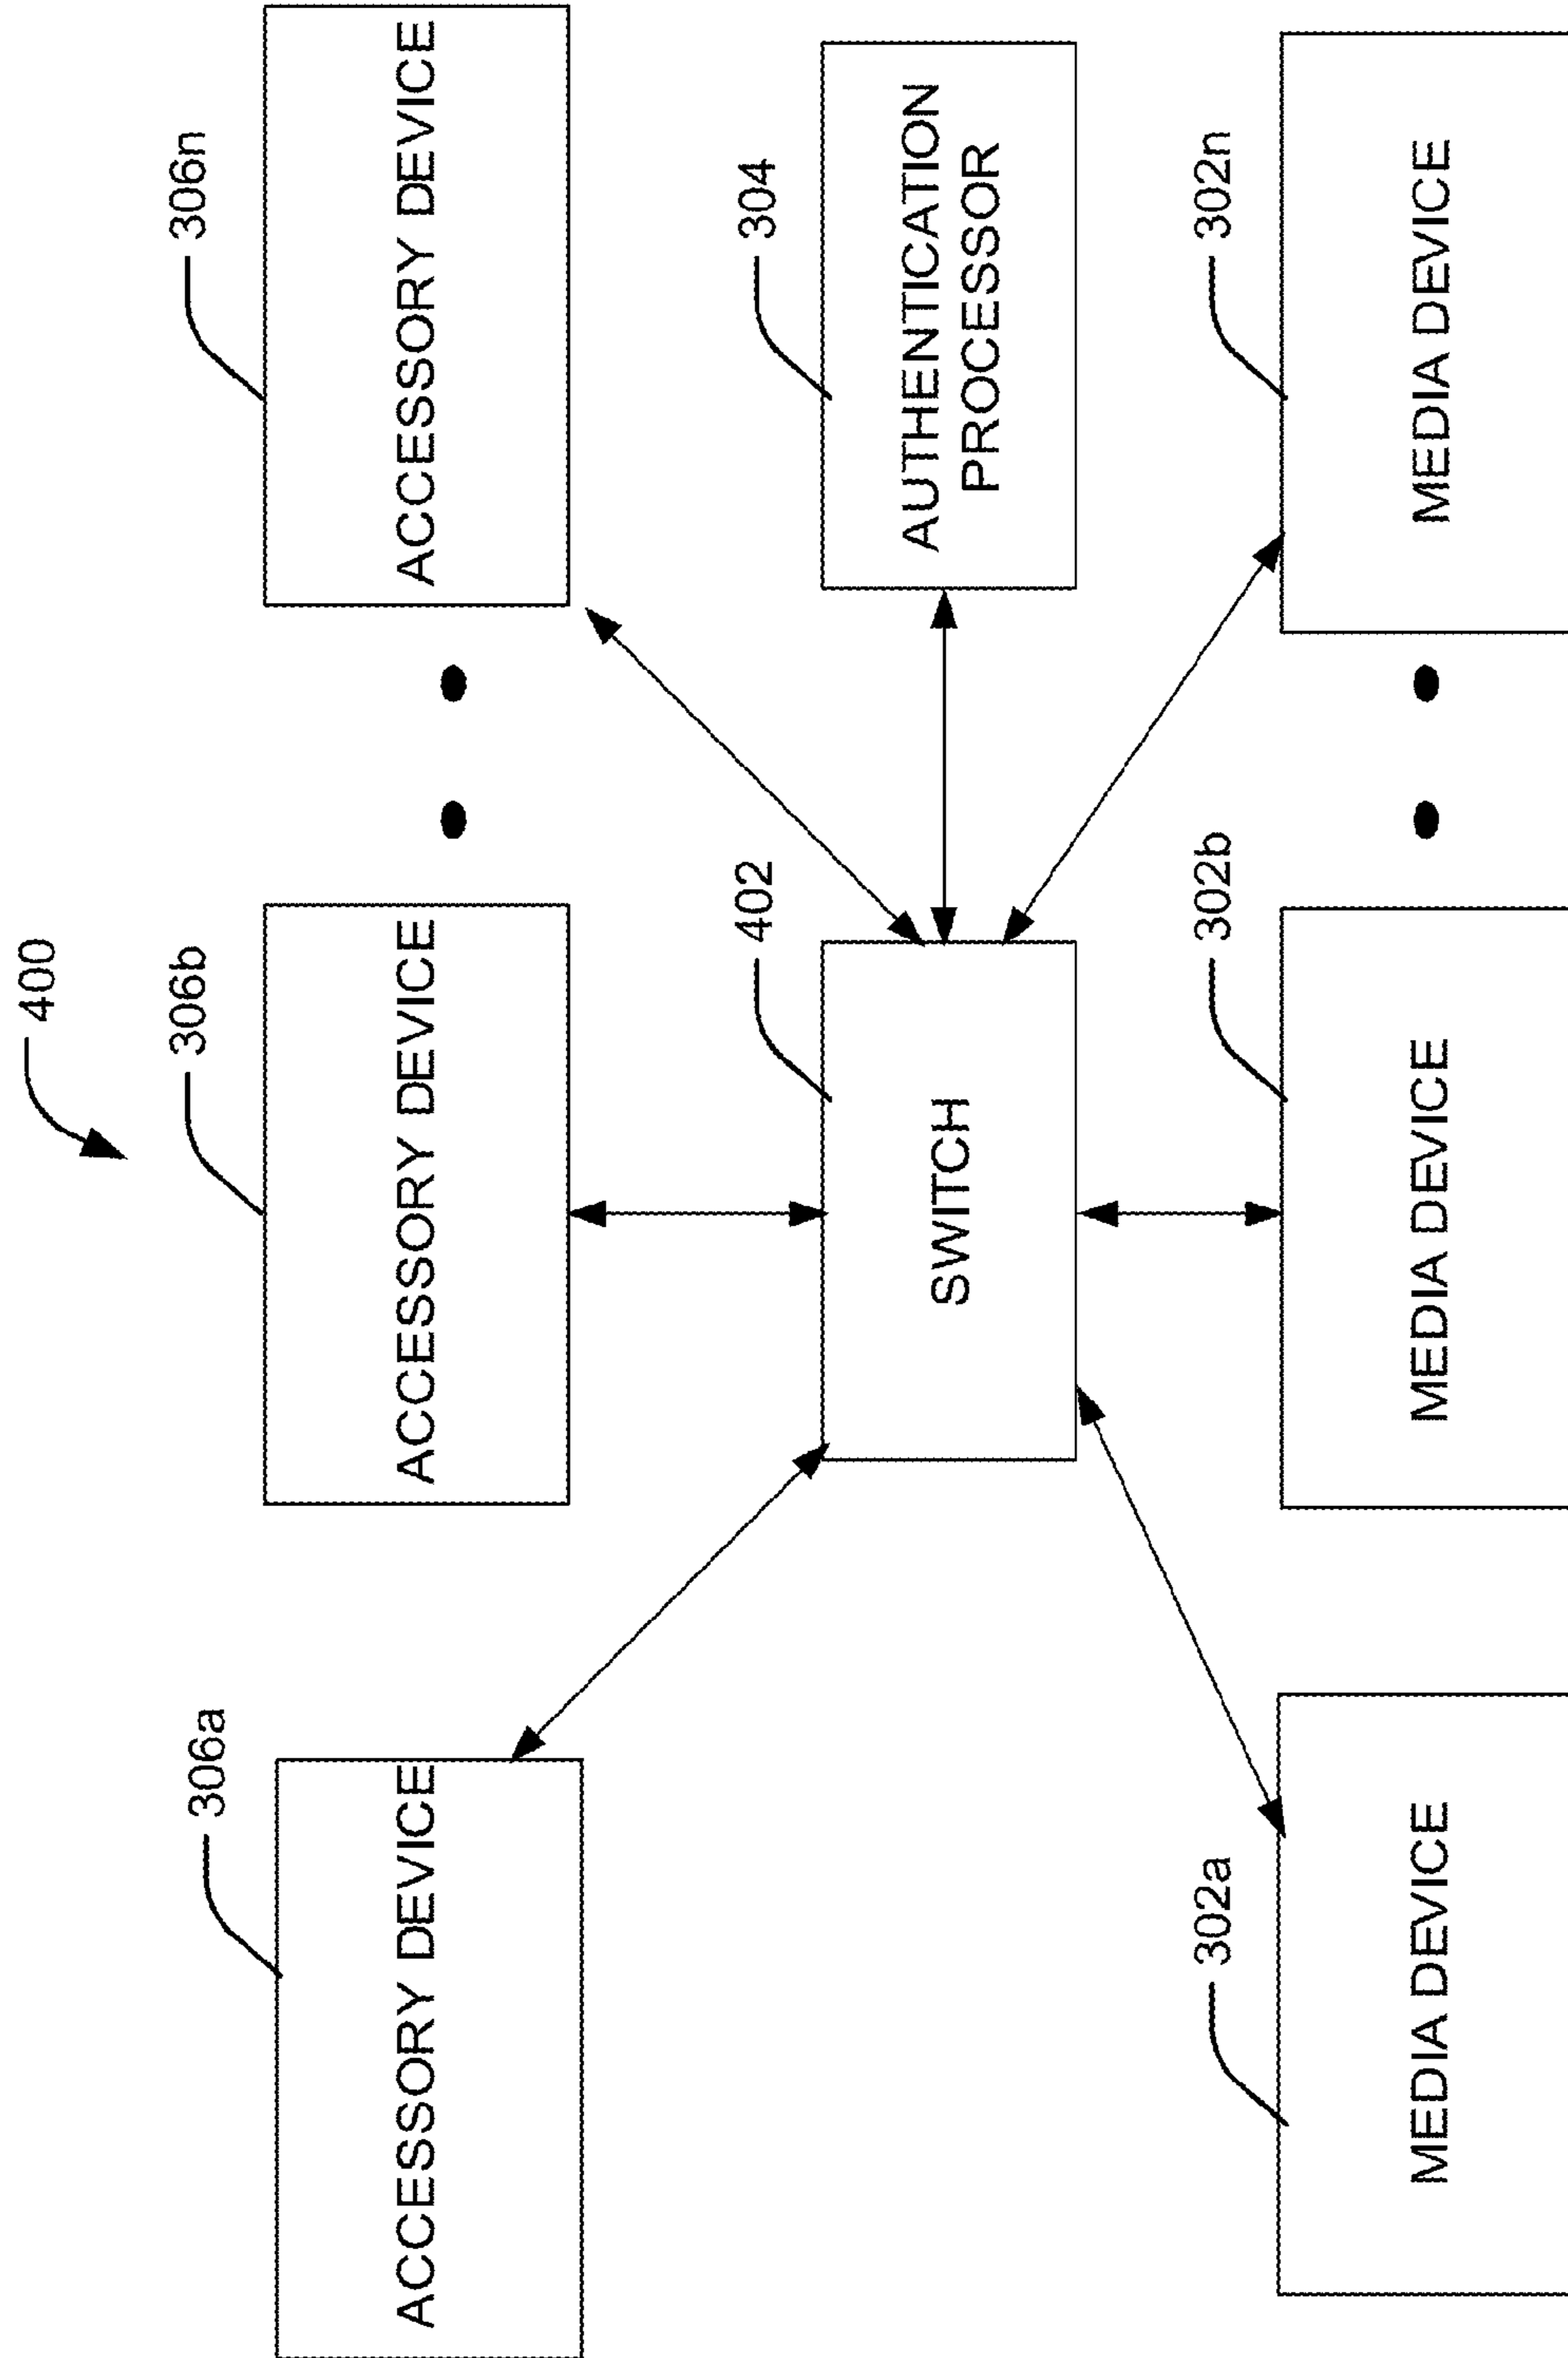 400
306a
306b
306n
ACCESSORY DEVICE
ACCESSORY DEVICE
ACCESSORY DEVICE
402
304
SWITCH
AUTHENTICATION
PROCESSOR
302a
302b
302n
MEDIA DEVICE
MEDIA DEVICE
MEDIA DEVICE